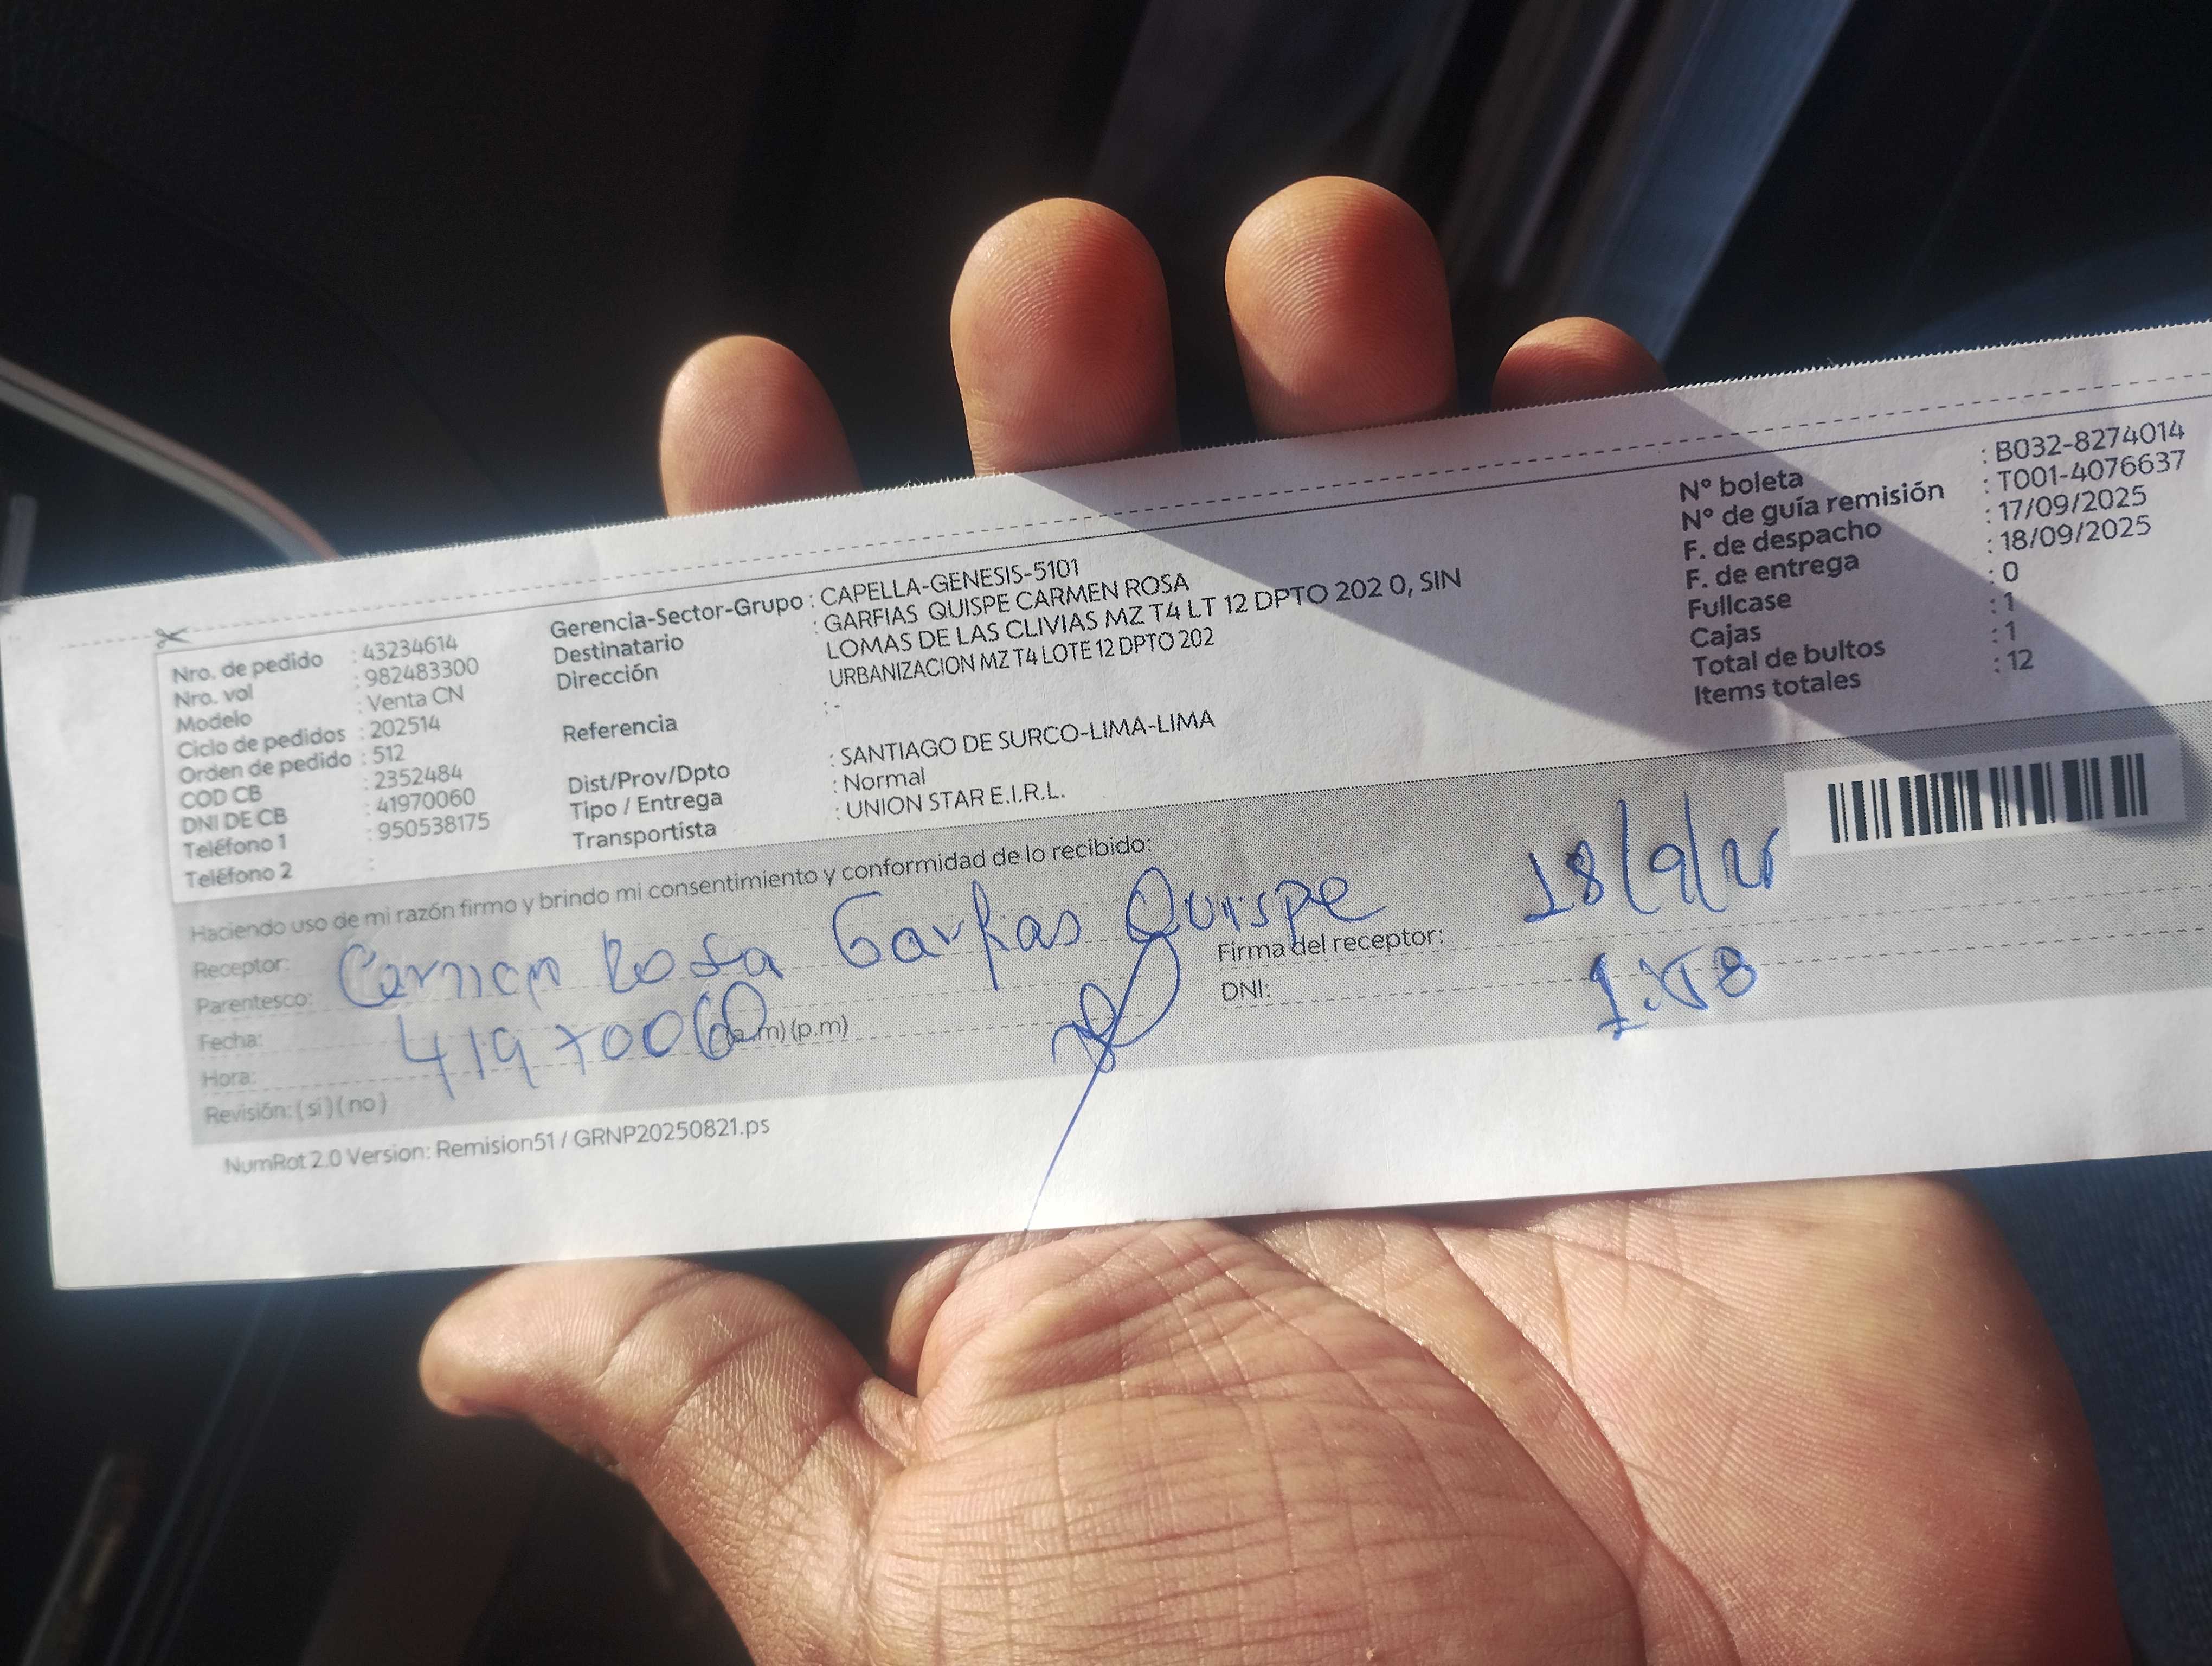 Nro. de pedido : 43234614
Nro. vol : 982483300
Modelo : Venta CN
Ciclo de pedidos : 202514
Orden de pedido : 512
COD CB : 2352484
DNI DE CB : 41970060
Teléfono 1 : 950538175
Teléfono 2 :
Gerencia-Sector-Grupo : CAPELLA-GENESIS-5101
Destinatario : GARFIAS QUISPE CARMEN ROSA
Dirección LOMAS DE LAS CLIVIAS MZ T4 LT 12 DPTO 202 0, SIN
URBANIZACION MZ T4 LOTE 12 DPTO 202
Referencia : -
Dist/Prov/Dpto : SANTIAGO DE SURCO-LIMA-LIMA
Tipo / Entrega : Normal
Transportista : UNION STAR E.I.R.L.
N° boleta : B032-8274014
N° de guía remisión : T001-4076637
F. de despacho : 17/09/2025
F. de entrega : 18/09/2025
Fullcase : 0
Cajas : 1
Total de bultos : 1
Items totales : 12
Haciendo uso de mi razón firmo y brindo mi consentimiento y conformidad de lo recibido:
Receptor: Carmen Rosa Garfias Quispe
Parentesco:
Fecha: 41970060
Hora: (a.m) (p.m)
Revisión: ( si ) ( no )
Firma del receptor: 18/9/25
DNI:
NumRot 2.0 Version: Remision51 / GRNP20250821.ps